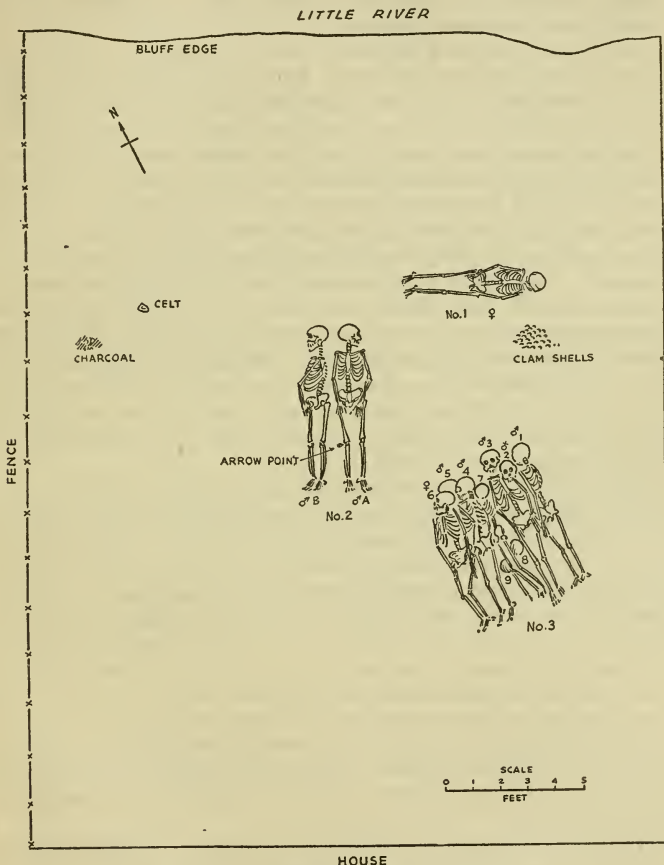 LITTLE RIVER
BLUFF EDGE
N
CELT
CHARCOAL
No.1 ♀
CLAM SHELLS
FENCE
ARROW POINT
♂B ♂A
No.2
♂3
♂1
2
♂
♂
5 4 7
♀
6
8
9
No.3
SCALE
0 1 2 3 4 5
FEET
HOUSE